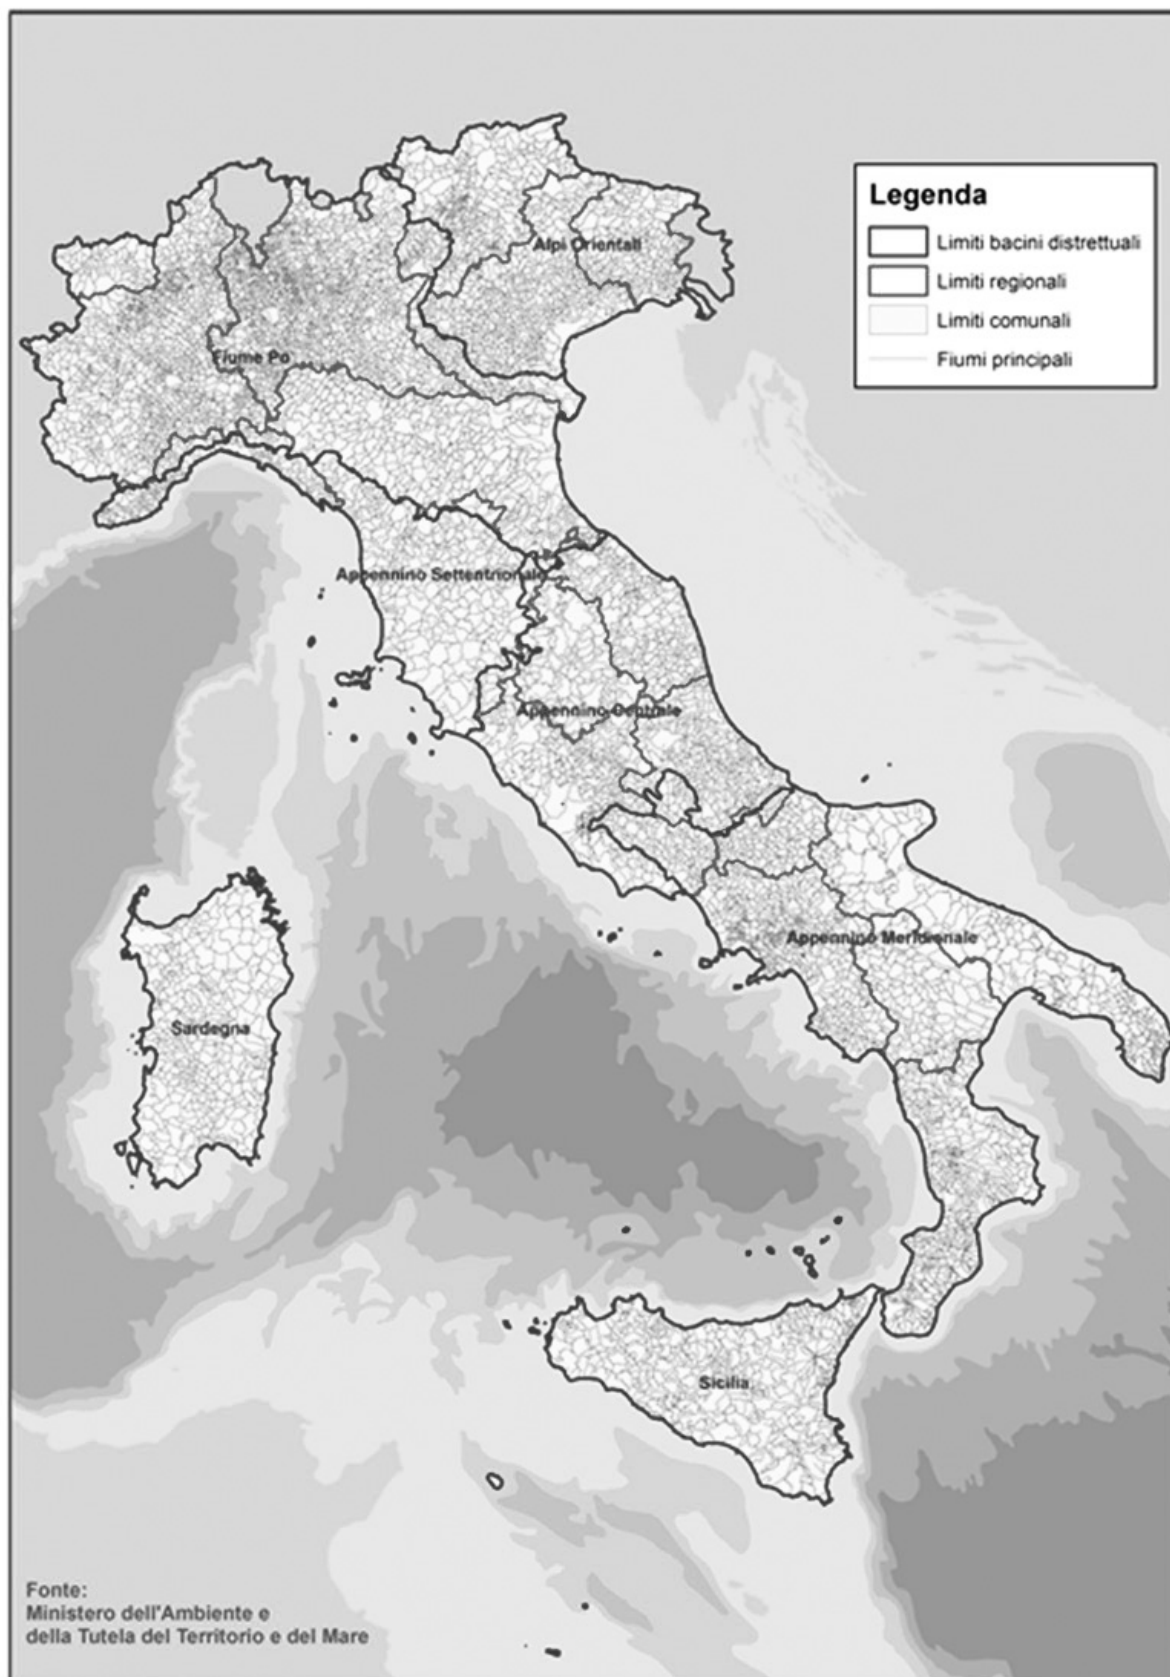 Legenda
Limiti bacini distrettuali
Limiti regionali
Limiti comunali
Fiumi principali
Alpi Orientali
Fiume Po
Appennino Settentrionale
Appennino Centrale
Appennino Meridionale
Sardegna
Sicilia
Fonte:
Ministero dell'Ambiente e
della Tutela del Territorio e del Mare